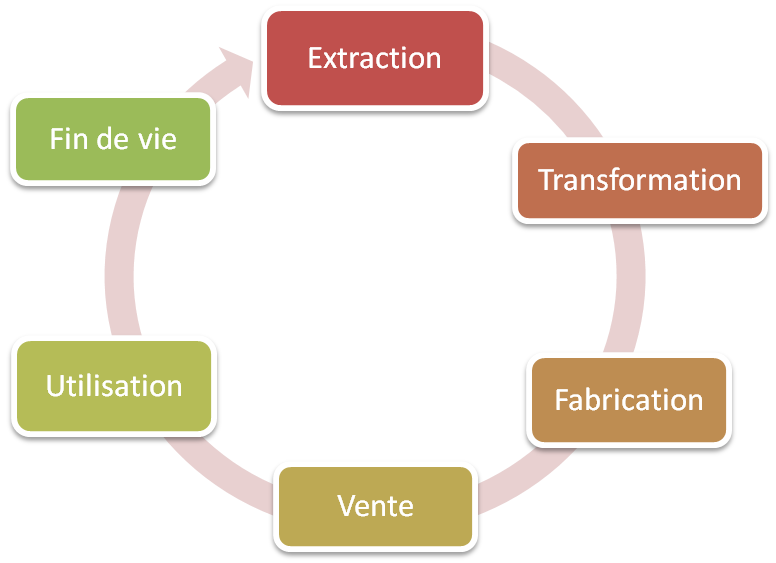 Extraction
Transformation
Fabrication
Vente
Utilisation
Fin de vie